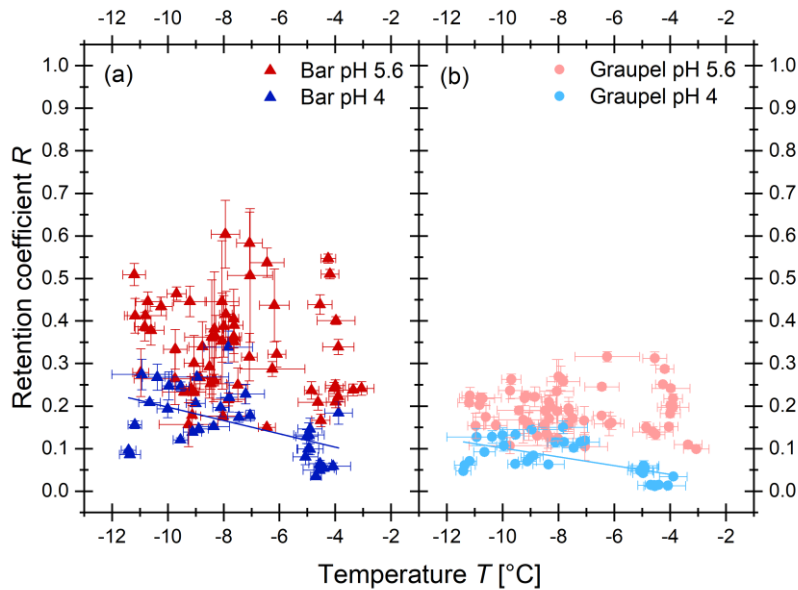 -12 -10 -8 -6 -4 -2 -12 -10 -8 -6 -4 -2
(a) Bar pH 5.6
Bar pH 4
(b) Graupel pH 5.6
Graupel pH 4
Retention coefficient R
1.0
0.9
0.8
0.7
0.6
0.5
0.4
0.3
0.2
0.1
0.0
1.0
0.9
0.8
0.7
0.6
0.5
0.4
0.3
0.2
0.1
0.0
-12 -10 -8 -6 -4 -2 -12 -10 -8 -6 -4 -2
Temperature T [°C]